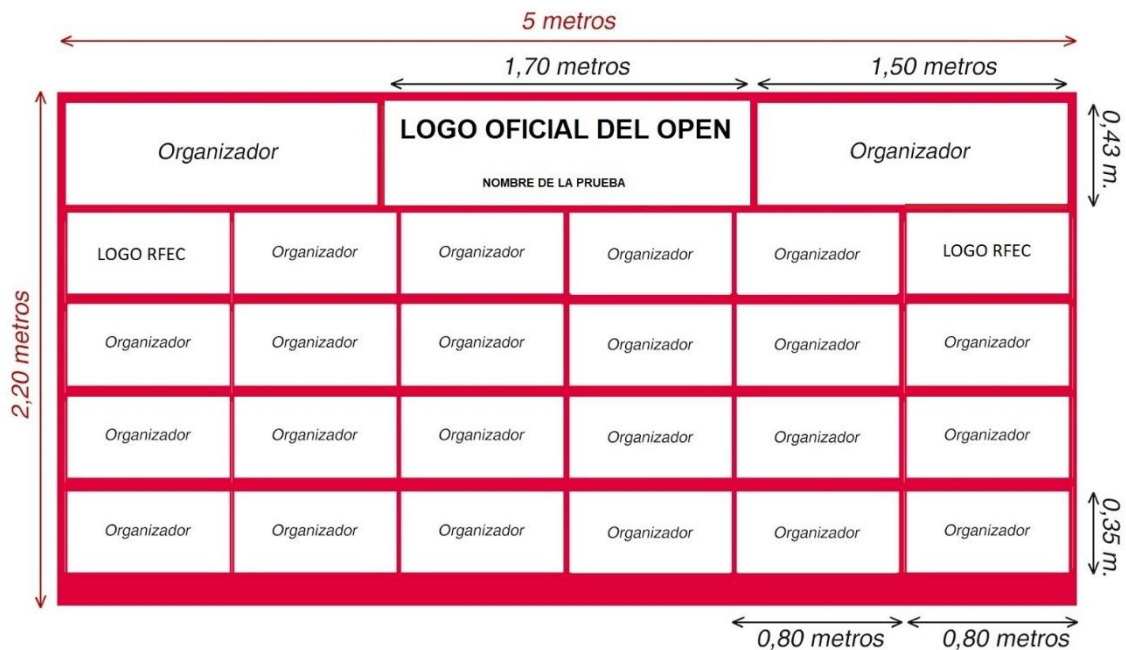 5 metros
1,70 metros
1,50 metros
Organizador
LOGO OFICIAL DEL OPEN
NOMBRE DE LA PRUEBA
Organizador
0,43 m.
2,20 metros
LOGO RFEC Organizador Organizador Organizador Organizador LOGO RFEC
Organizador Organizador Organizador Organizador Organizador Organizador
Organizador Organizador Organizador Organizador Organizador Organizador
Organizador Organizador Organizador Organizador Organizador Organizador
0,35 m.
0,80 metros 0,80 metros